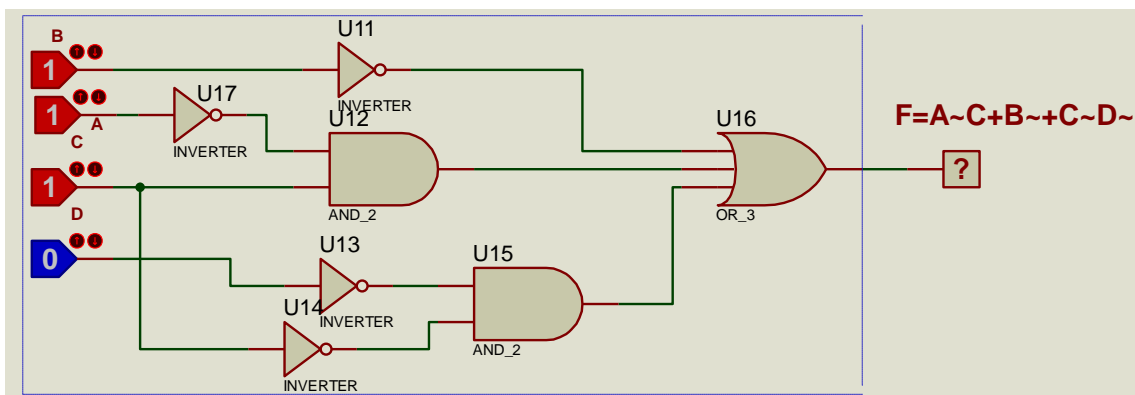 B
U11
1
INVERTER
U17
1
A
C
INVERTER
U12
AND_2
U16
OR_3
F=A~C+B~+C~D~
?
1
D
0
U13
INVERTER
U15
AND_2
U14
INVERTER